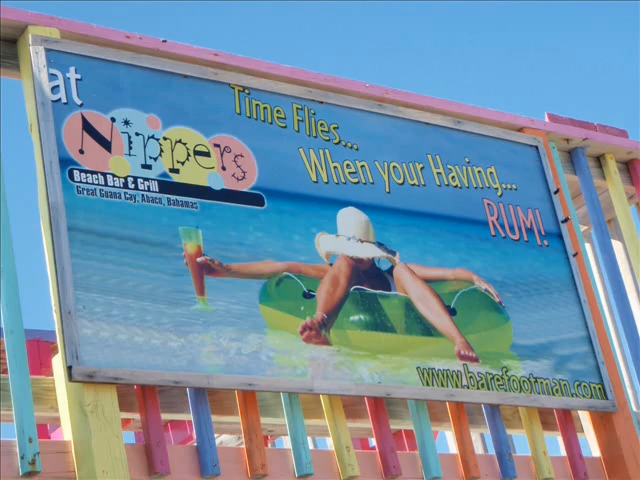 at
Nippers
Beach Bar & Grill
Great Guana Cay, Abaco, Bahamas
Time Flies...
When your Having...
RUM!
www.barefootman.com